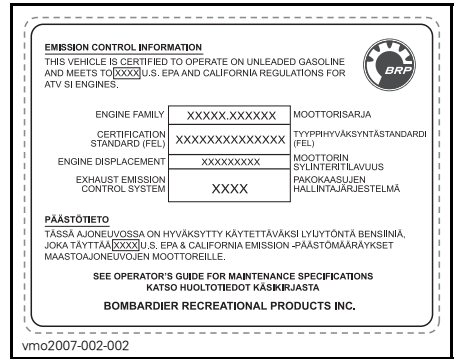 EMISSION CONTROL INFORMATION
THIS VEHICLE IS CERTIFIED TO OPERATE ON UNLEADED GASOLINE
AND MEETS TO XXXX U.S. EPA AND CALIFORNIA REGULATIONS FOR
ATV SI ENGINES.
BRP
ENGINE FAMILY XXXXX.XXXXXX MOOTTORISARJA
CERTIFICATION STANDARD (FEL) XXXXXXXXXXXXXX TYYPPIHYVÄKSYNTÄSTANDARDI (FEL)
ENGINE DISPLACEMENT XXXXXXXXX MOOTTORIN SYLINTERITILAVUUS
EXHAUST EMISSION CONTROL SYSTEM XXXX PAKOKAASUJEN HALLINTAJÄRJESTELMÄ
PÄÄSTÖTIETO
TÄSSÄ AJONEUVOSSA ON HYVÄKSYTTY KÄYTETTÄVÄKSI LYIJYTÖNTÄ BENSIINIÄ,
JOKA TÄYTTÄÄ XXXX U.S. EPA & CALIFORNIA EMISSION -PÄÄSTÖMÄÄRÄYKSET
MAASTOAJONEUVOJEN MOOTTOREILLE.
SEE OPERATOR'S GUIDE FOR MAINTENANCE SPECIFICATIONS
KATSO HUOLTOTIEDOT KÄSIKIRJASTA
BOMBARDIER RECREATIONAL PRODUCTS INC.
vmo2007-002-002